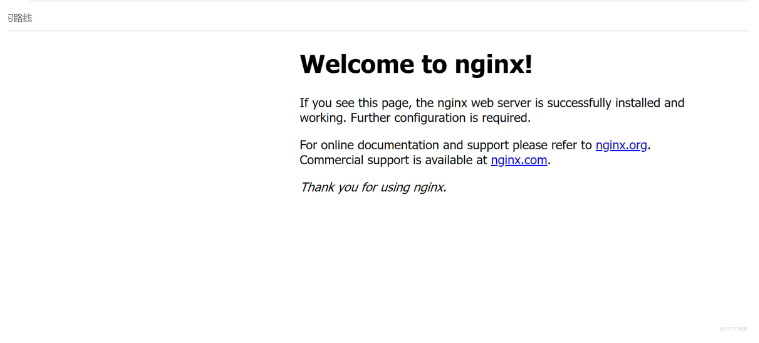 习路线
Welcome to nginx!
If you see this page, the nginx web server is successfully installed and
working. Further configuration is required.
For online documentation and support please refer to nginx.org.
Commercial support is available at nginx.com.
Thank you for using nginx.